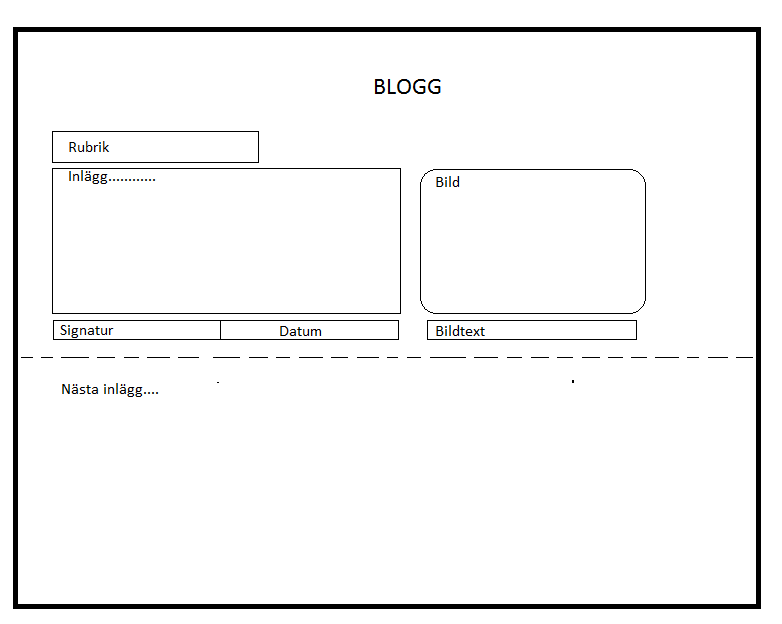 BLOGG
Rubrik
Inlägg............
Bild
Signatur
Datum
Bildtext
Nästa inlägg....